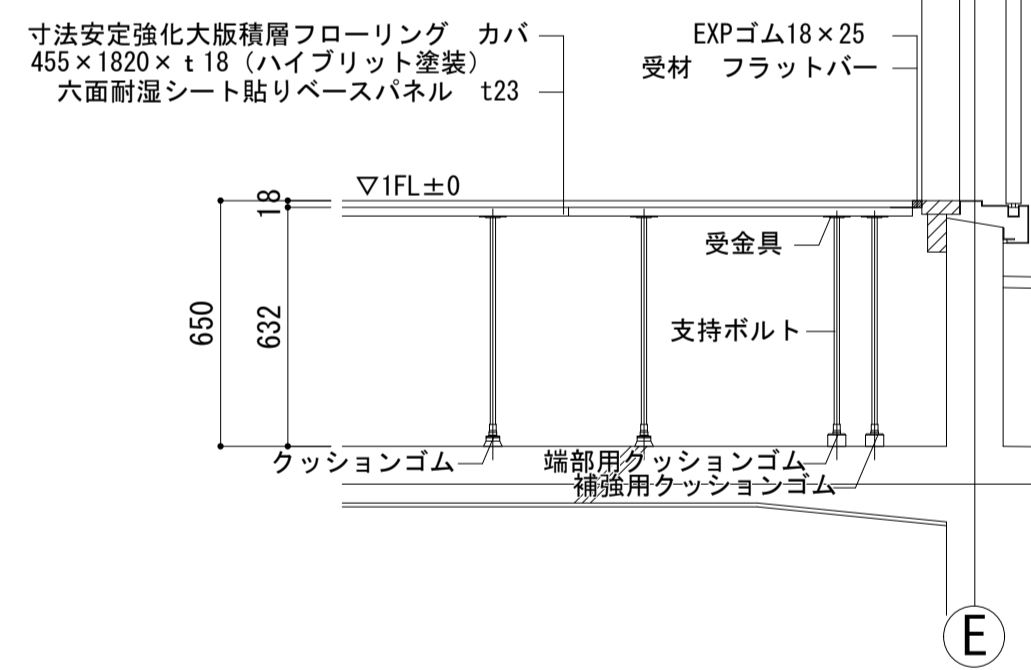 寸法安定強化大版積層フローリング　カバ
455×1820×ｔ18（ハイブリット塗装）
六面耐湿シート貼りベースパネル　t23
EXPゴム18×25
受材　フラットバー
▽1FL±0
18
650
632
受金具
支持ボルト
クッションゴム
端部用クッションゴム
補強用クッションゴム
E